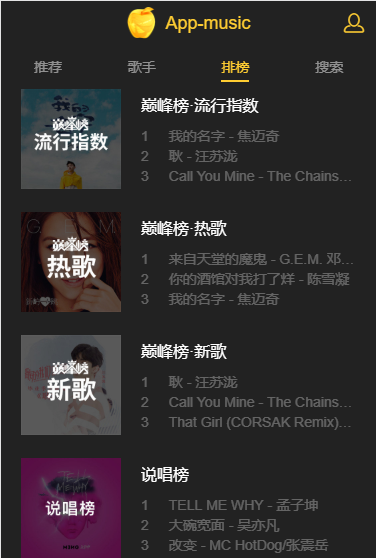 App-music
推荐 歌手 排榜 搜索
巅峰榜
流行指数
巅峰榜·流行指数
1 我的名字 - 焦迈奇
2 耿 - 汪苏泷
3 Call You Mine - The Chains...
G.E.M.
巅峰榜
热歌
巅峰榜·热歌
1 来自天堂的魔鬼 - G.E.M. 邓...
2 你的酒馆对我打了烊 - 陈雪凝
3 我的名字 - 焦迈奇
巅峰榜
新歌
巅峰榜·新歌
1 耿 - 汪苏泷
2 Call You Mine - The Chains...
3 That Girl (CORSAK Remix)...
TELL ME WHY
说唱榜
说唱榜
1 TELL ME WHY - 孟子坤
2 大碗宽面 - 吴亦凡
3 改变 - MC HotDog/张震岳